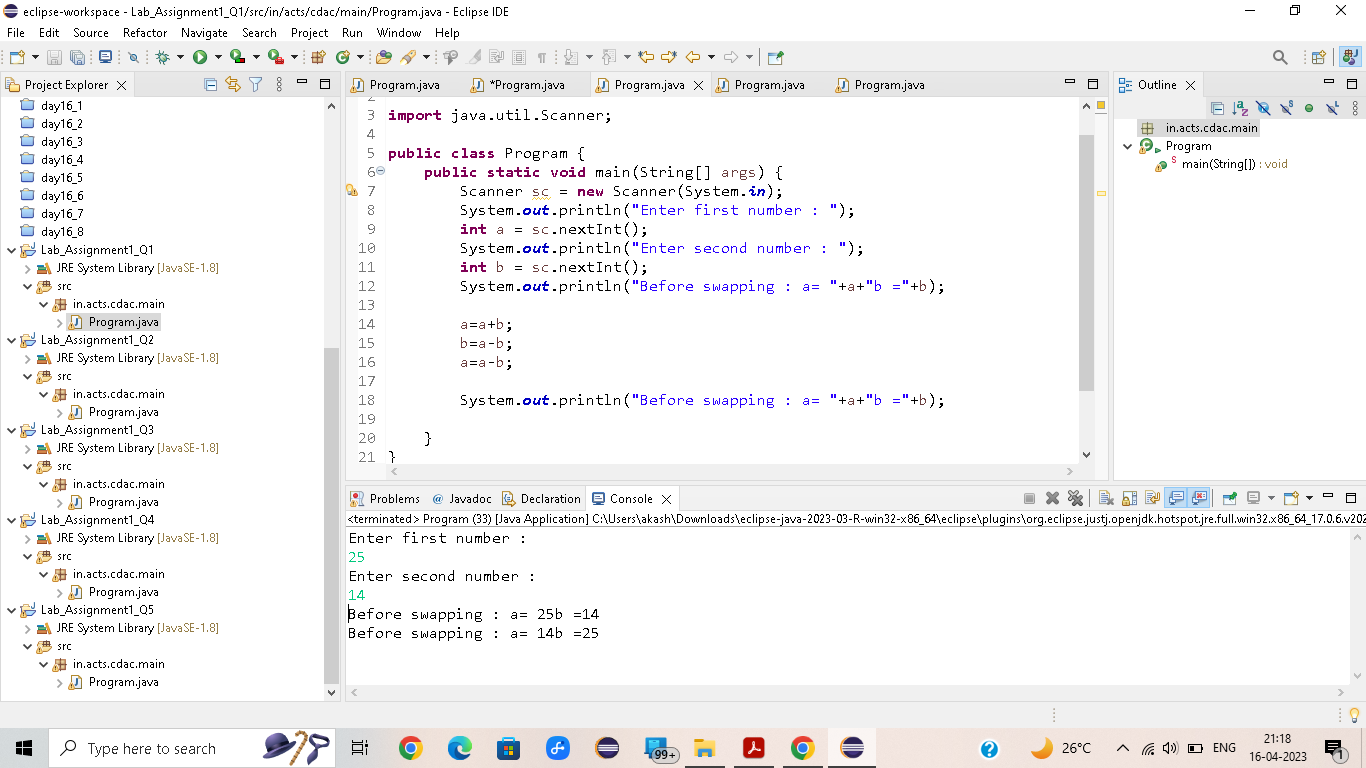 eclipse-workspace - Lab_Assignment1_Q1/src/in/acts/cdac/main/Program.java - Eclipse IDE
File Edit Source Refactor Navigate Search Project Run Window Help
Project Explorer
day16_1
day16_2
day16_3
day16_4
day16_5
day16_6
day16_7
day16_8
Lab_Assignment1_Q1
JRE System Library [JavaSE-1.8]
src
in.acts.cdac.main
Program.java
Lab_Assignment1_Q2
JRE System Library [JavaSE-1.8]
src
in.acts.cdac.main
Program.java
Lab_Assignment1_Q3
JRE System Library [JavaSE-1.8]
src
in.acts.cdac.main
Program.java
Lab_Assignment1_Q4
JRE System Library [JavaSE-1.8]
src
in.acts.cdac.main
Program.java
Lab_Assignment1_Q5
JRE System Library [JavaSE-1.8]
src
in.acts.cdac.main
Program.java
Program.java *Program.java Program.java Program.java Program.java
3 import java.util.Scanner;
4
5 public class Program {
6 public static void main(String[] args) {
7 Scanner sc = new Scanner(System.in);
8 System.out.println("Enter first number : ");
9 int a = sc.nextInt();
10 System.out.println("Enter second number : ");
11 int b = sc.nextInt();
12 System.out.println("Before swapping : a= "+a+"b ="+b);
13
14 a=a+b;
15 b=a-b;
16 a=a-b;
17
18 System.out.println("Before swapping : a= "+a+"b ="+b);
19
20 }
21 }
Outline
in.acts.cdac.main
Program
main(String[]) : void
Problems Javadoc Declaration Console
<terminated> Program (33) [Java Application] C:\Users\akash\Downloads\eclipse-java-2023-03-R-win32-x86_64\eclipse\plugins\org.eclipse.justj.openjdk.hotspot.jre.full.win32.x86_64_17.0.6.v202
Enter first number :
25
Enter second number :
14
Before swapping : a= 25b =14
Before swapping : a= 14b =25
Type here to search
99+
26°C
ENG
21:18
16-04-2023
1